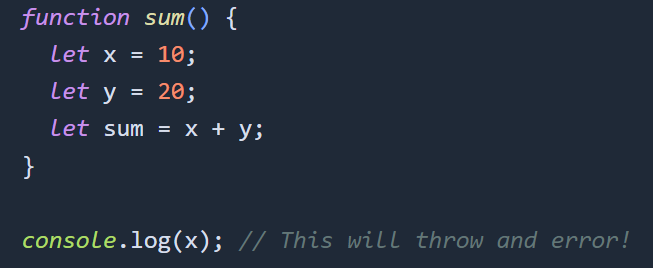 function sum() {
  let x = 10;
  let y = 20;
  let sum = x + y;
}
console.log(x); // This will throw and error!